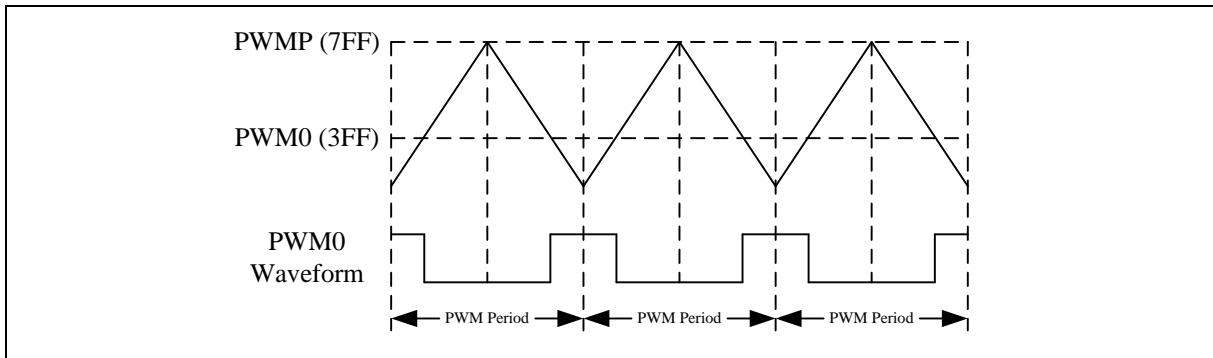 PWMP (7FF)
PWM0 (3FF)
PWM0
Waveform
PWM Period
PWM Period
PWM Period